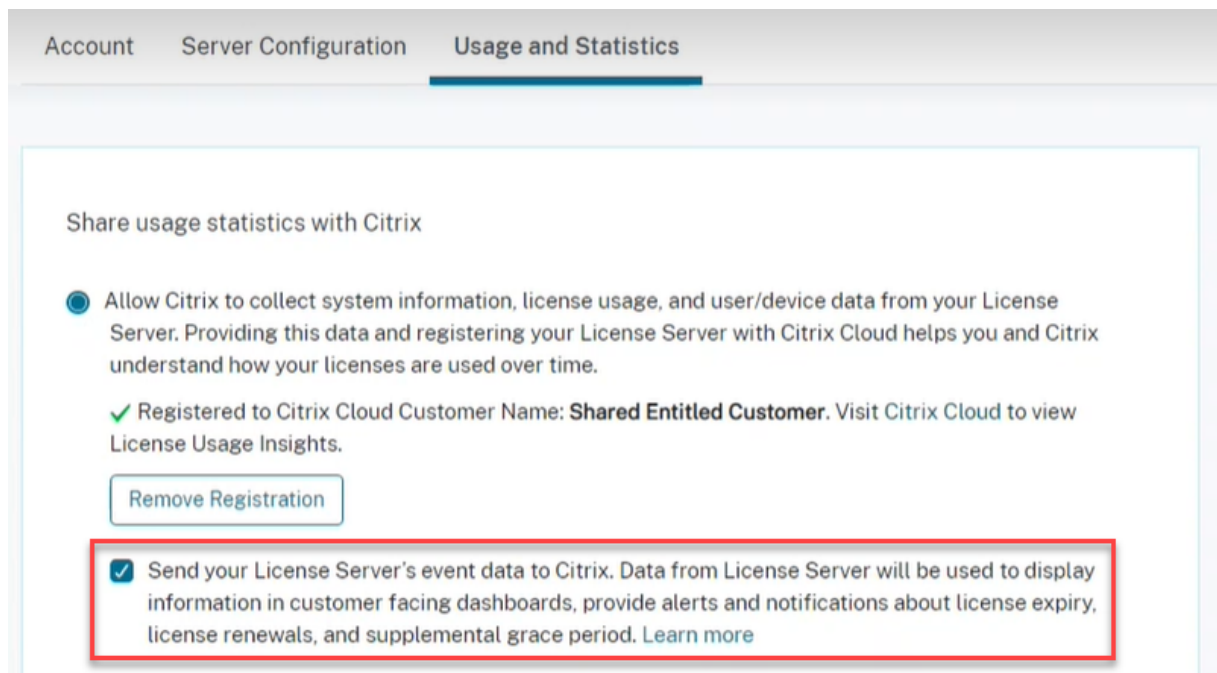 Account Server Configuration Usage and Statistics
Share usage statistics with Citrix
Allow Citrix to collect system information, license usage, and user/device data from your License
Server. Providing this data and registering your License Server with Citrix Cloud helps you and Citrix
understand how your licenses are used over time.
Registered to Citrix Cloud Customer Name: Shared Entitled Customer. Visit Citrix Cloud to view
License Usage Insights.
Remove Registration
Send your License Server's event data to Citrix. Data from License Server will be used to display
information in customer facing dashboards, provide alerts and notifications about license expiry,
license renewals, and supplemental grace period. Learn more